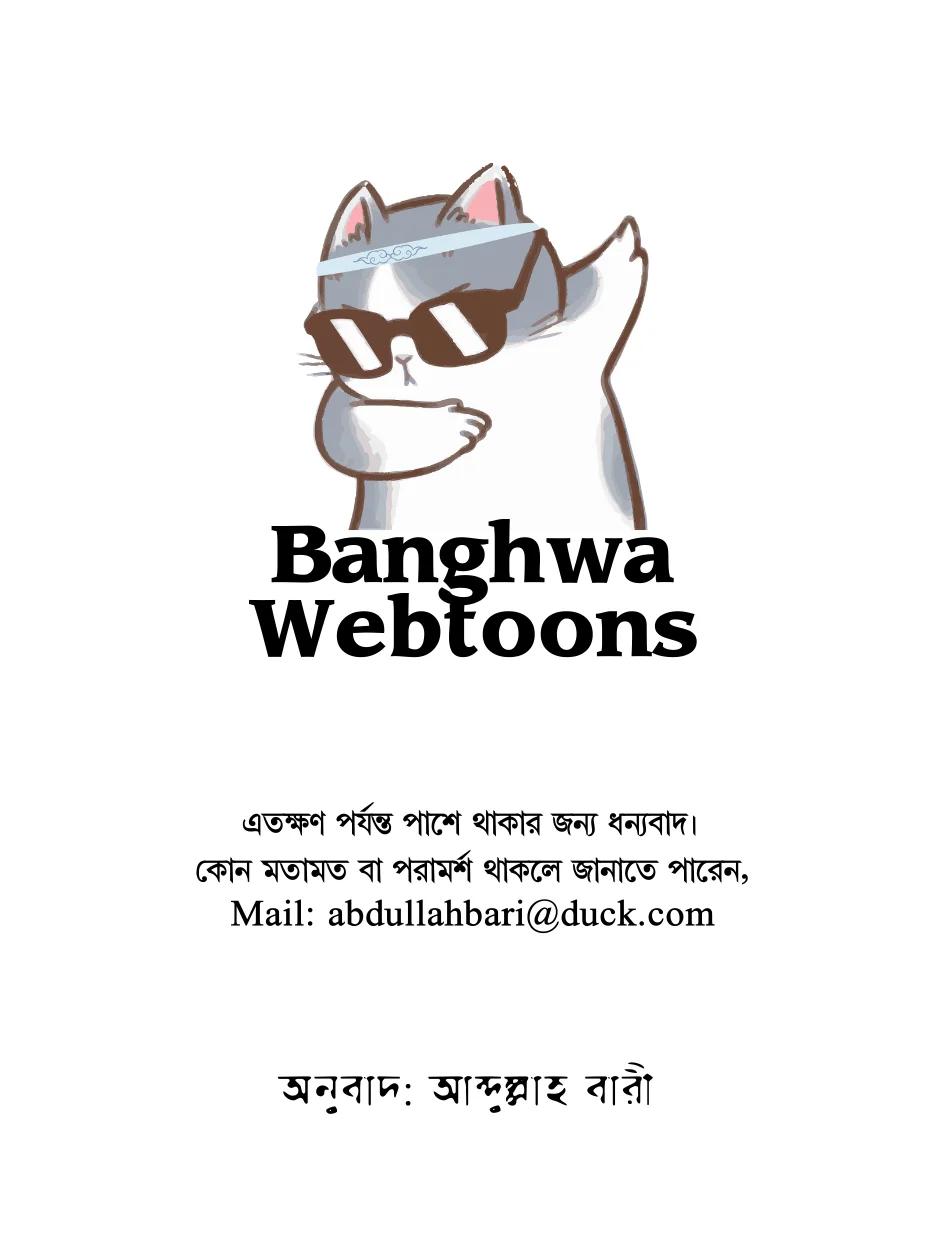 Banghwa
Webtoons
এতক্ষণ পর্যন্ত পাশে থাকার জন্য ধন্যবাদ।
কোন মতামত বা পরামর্শ থাকলে জানাতে পারেন,
Mail: abdullahbari@duck.com
অনুবাদ: আব্দুল্লাহ বারী